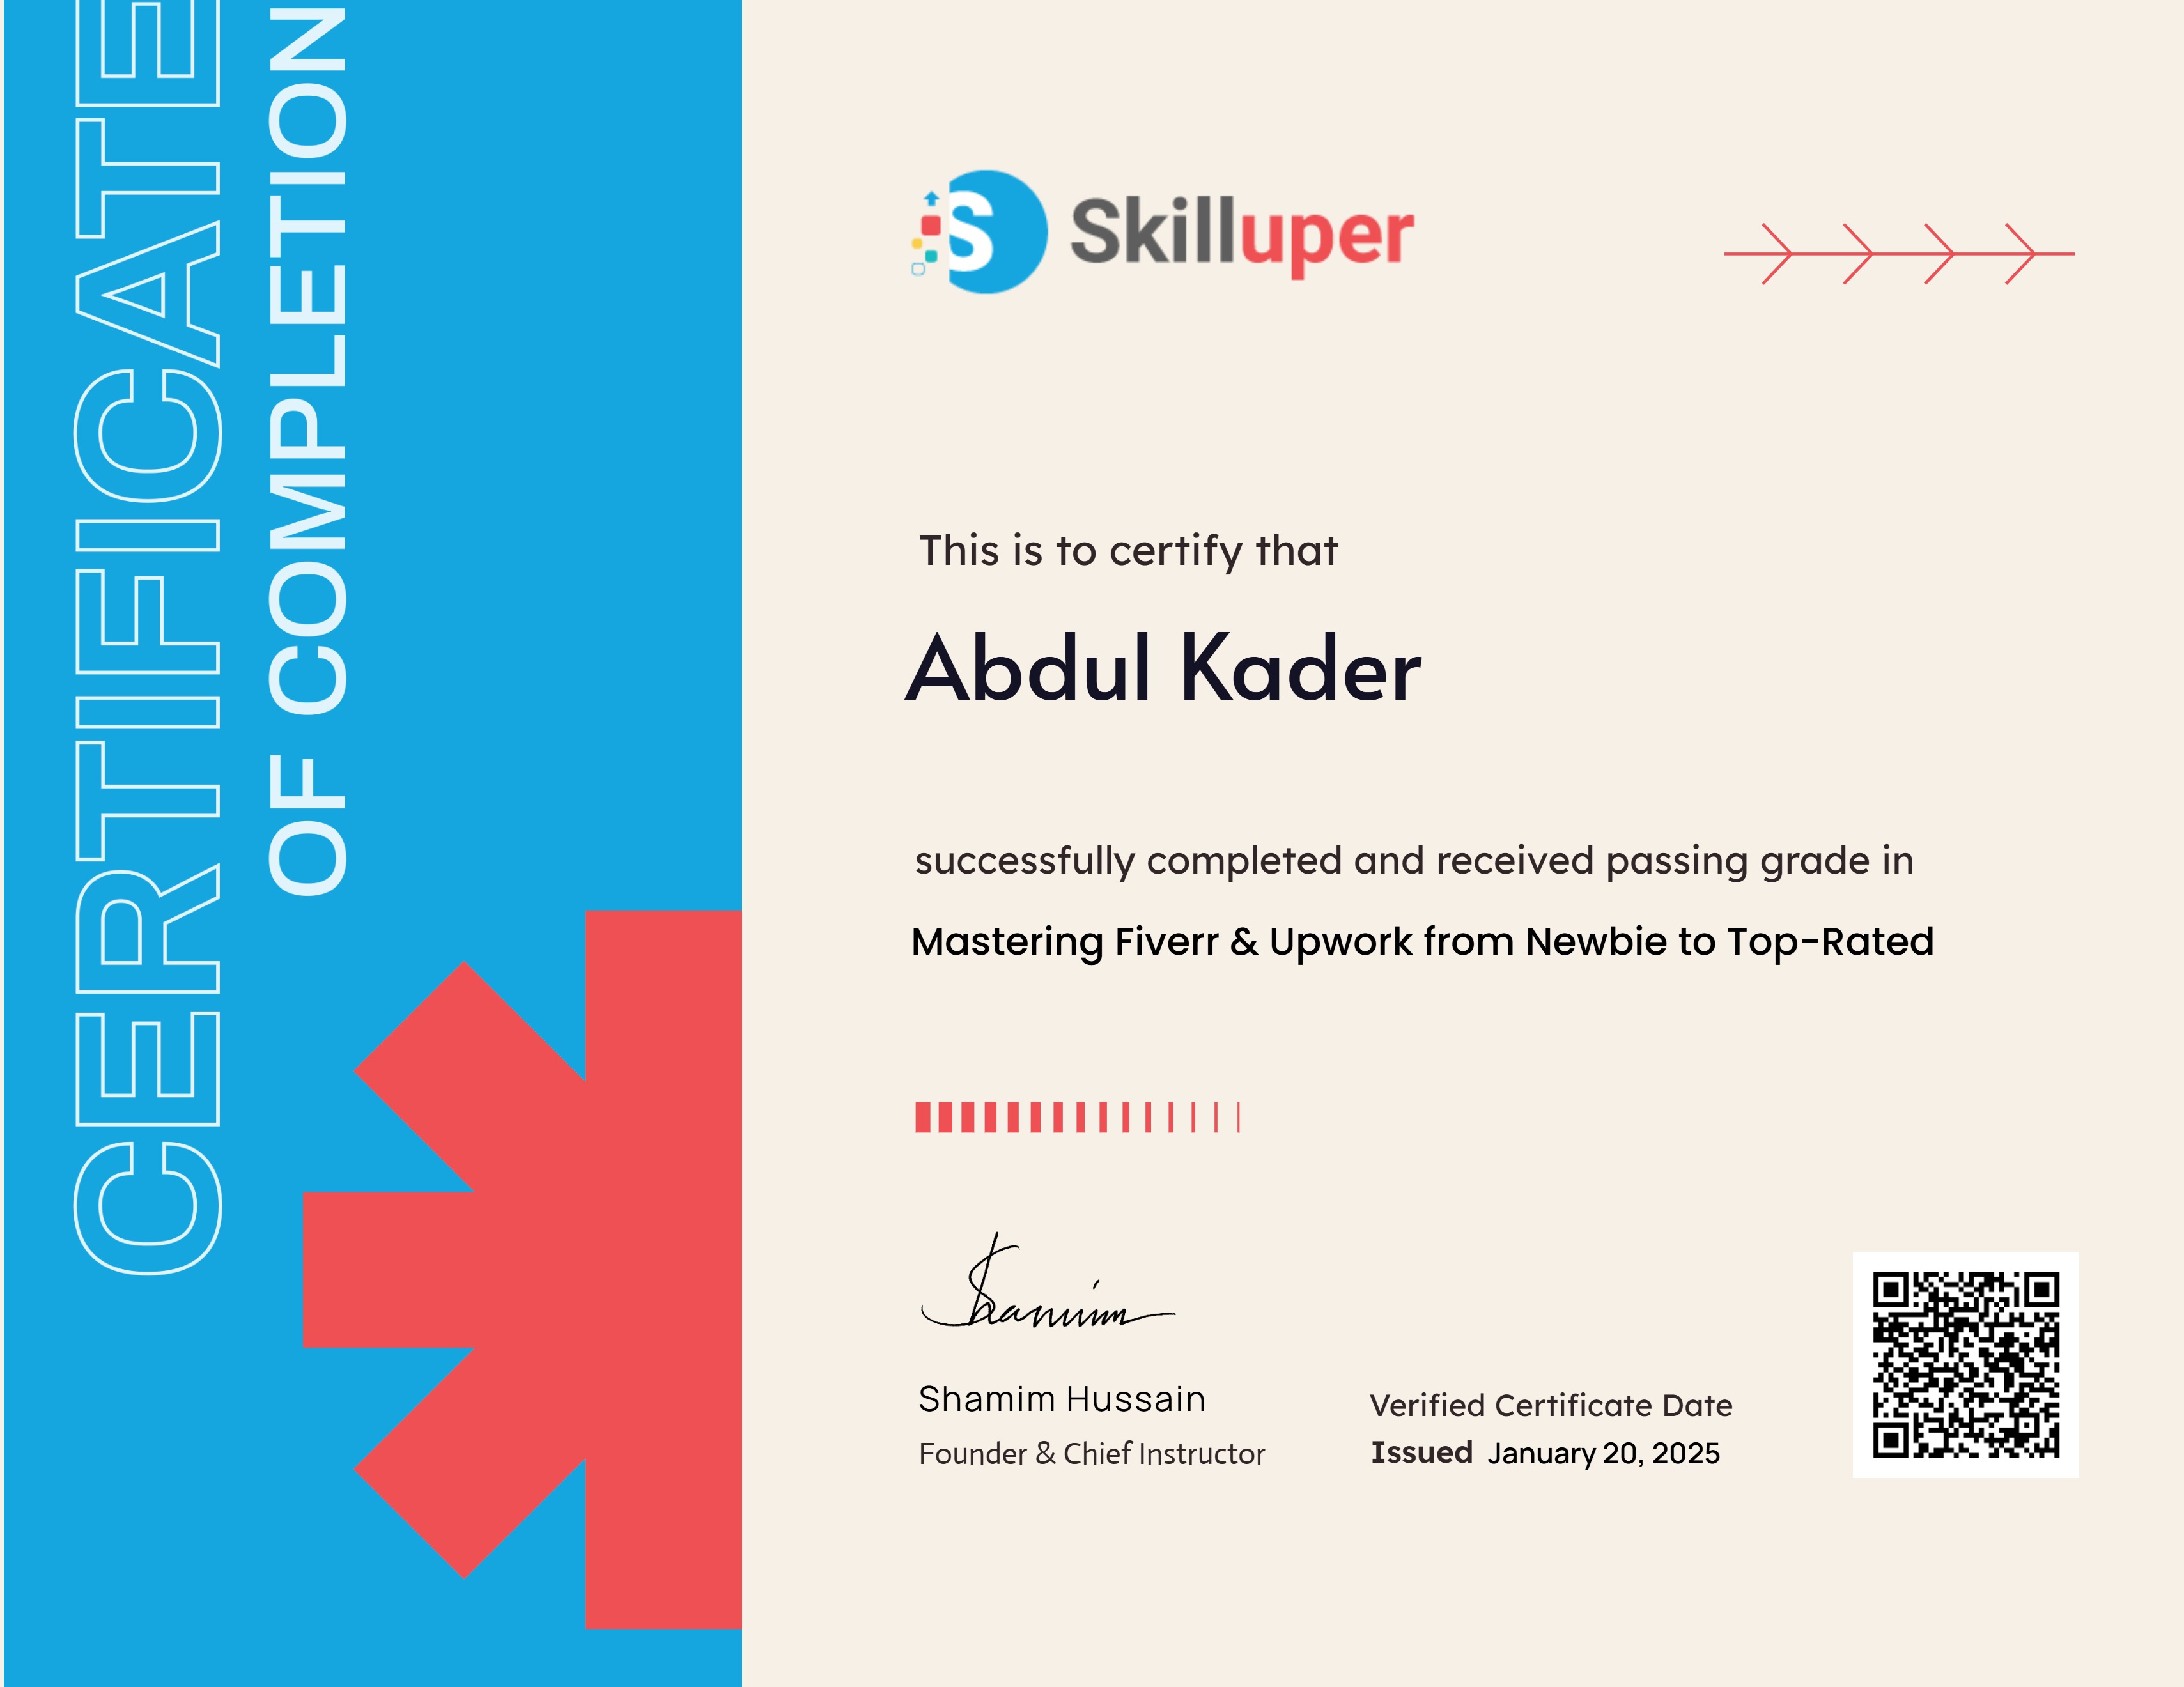 CERTIFICATE
OF COMPLETION
S Skilluper
This is to certify that
Abdul Kader
successfully completed and received passing grade in
Mastering Fiverr & Upwork from Newbie to Top-Rated
Shamim
Shamim Hussain
Founder & Chief Instructor
Verified Certificate Date
Issued January 20, 2025